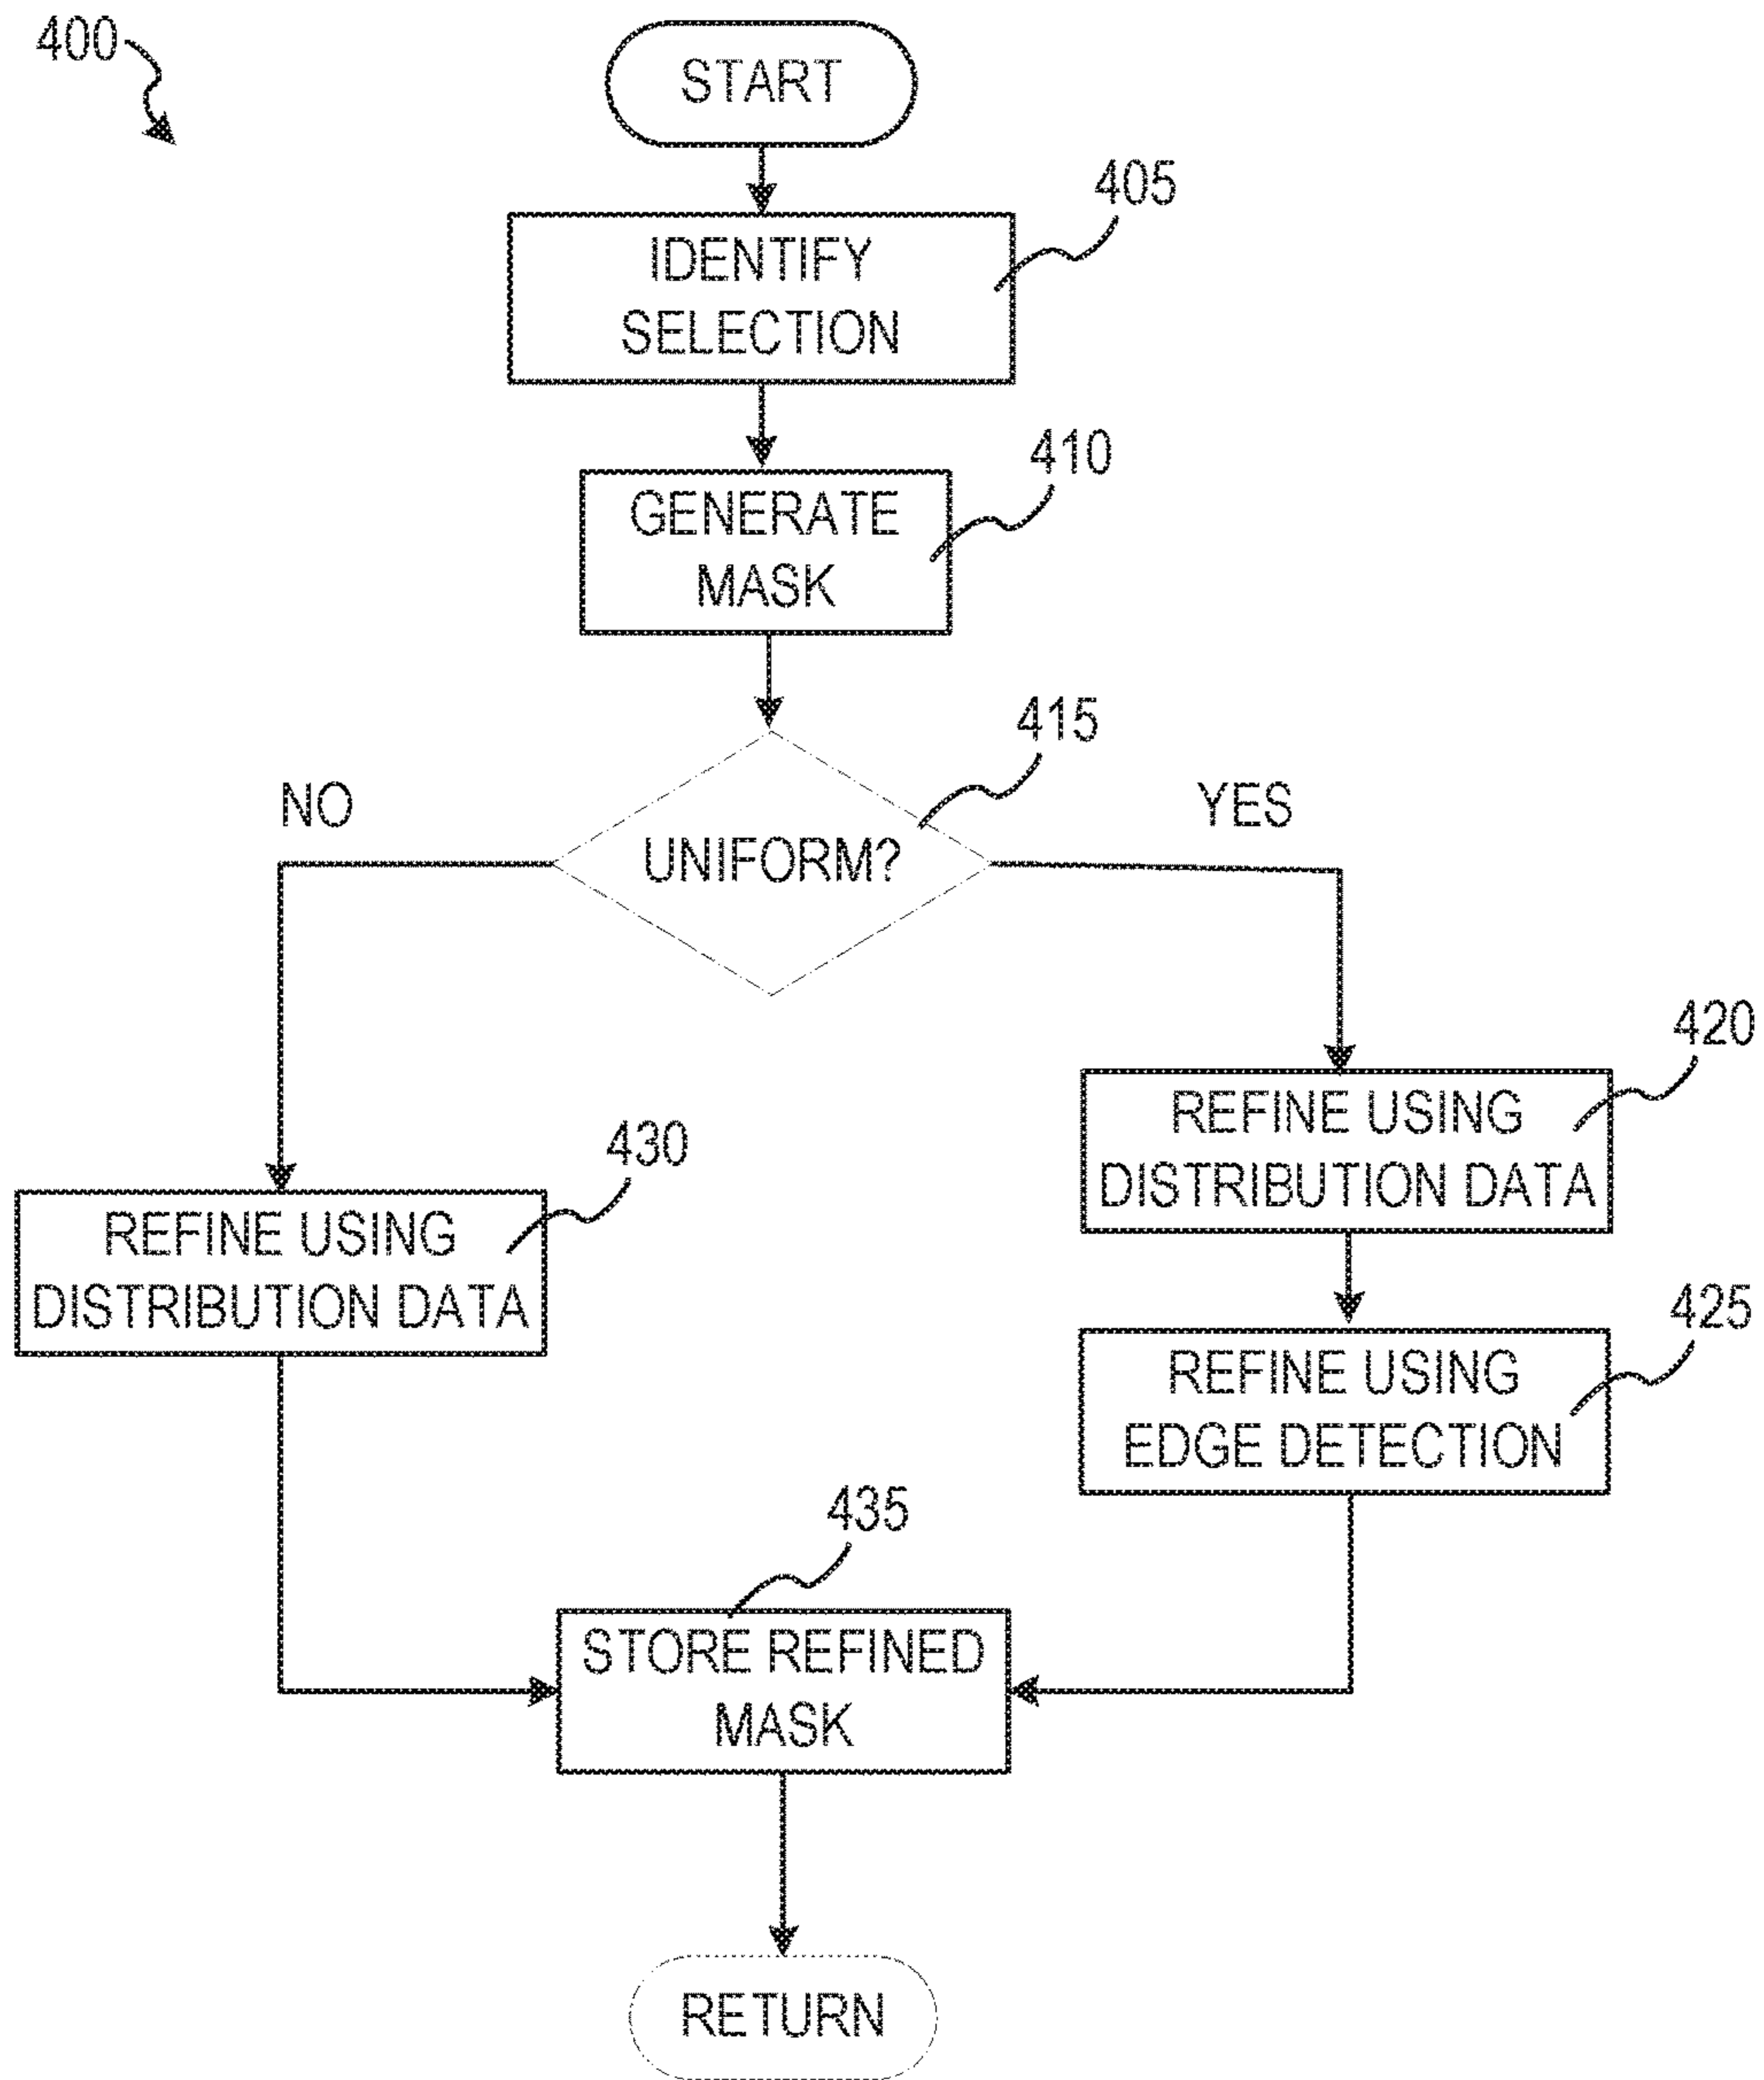 400
START
405
IDENTIFY
SELECTION
410
GENERATE
MASK
415
NO
YES
UNIFORM?
420
REFINE USING
DISTRIBUTION DATA
430
REFINE USING
DISTRIBUTION DATA
425
REFINE USING
EDGE DETECTION
435
STORE REFINED
MASK
RETURN